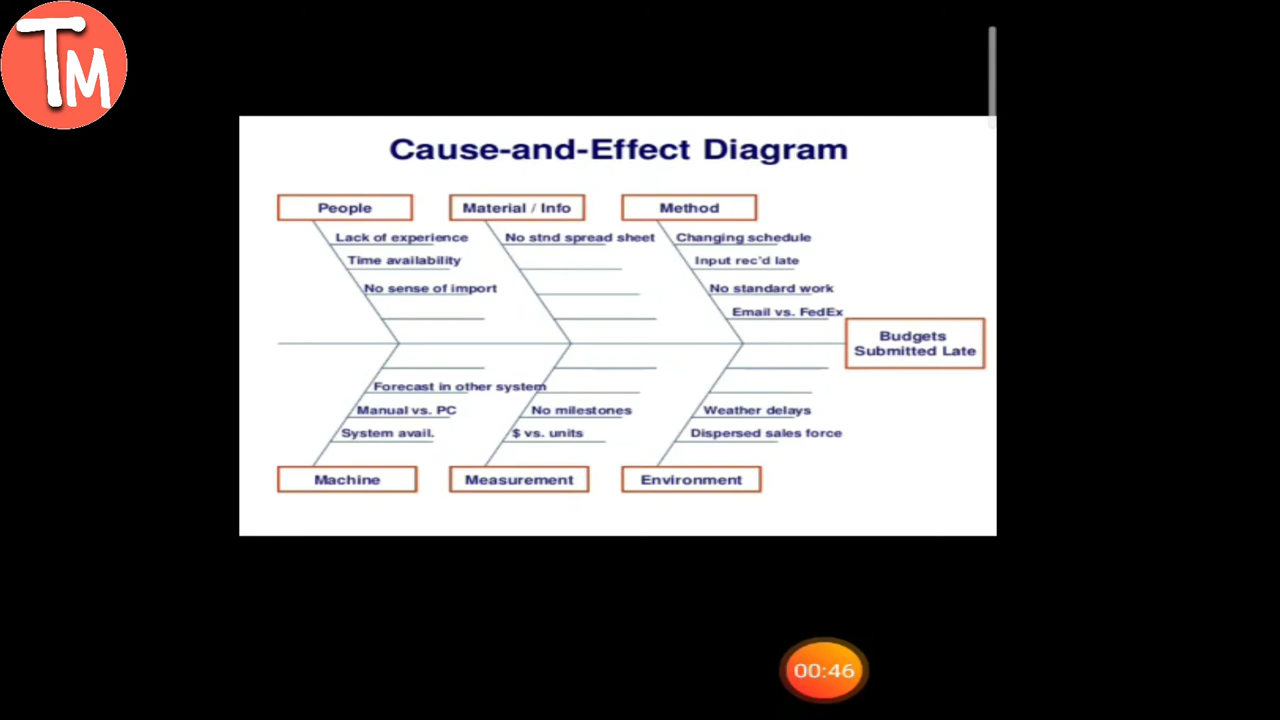 TM
Cause-and-Effect Diagram
People
Material / Info
Method
Lack of experience
Time availability
No sense of import
No stnd spread sheet
Changing schedule
Input rec'd late
No standard work
Email vs. FedEx
Budgets
Submitted Late
Forecast in other system
Manual vs. PC
System avail.
No milestones
$ vs. units
Weather delays
Dispersed sales force
Machine
Measurement
Environment
00:46